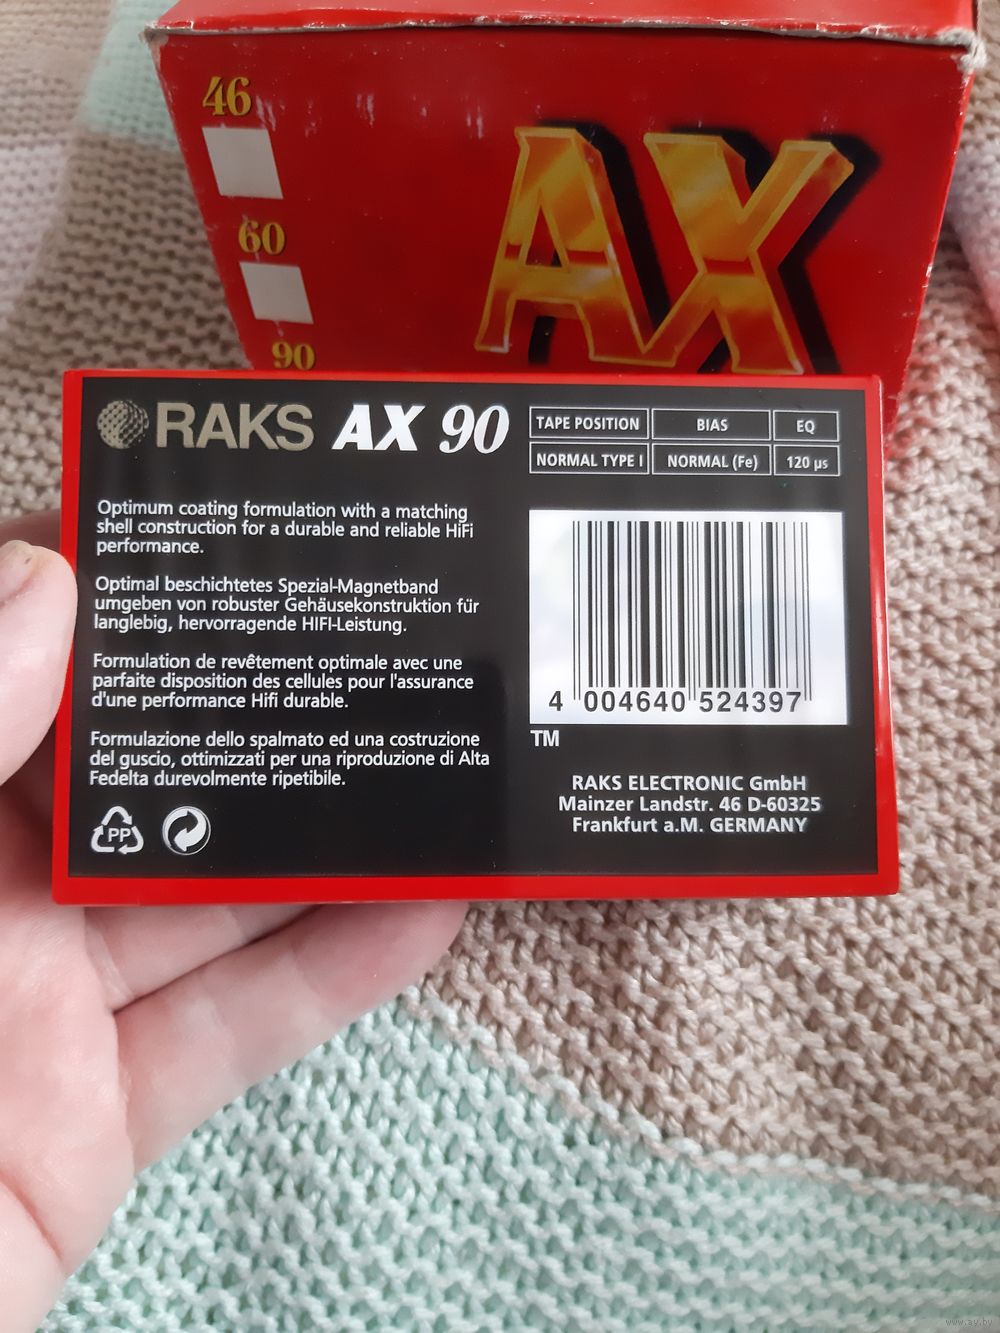 46
60
90
AX
RAKS AX 90
TAPE POSITION BIAS EQ
NORMAL TYPE I NORMAL (Fe) 120 µs
Optimum coating formulation with a matching
shell construction for a durable and reliable HiFi
performance.
Optimal beschichtetes Spezial-Magnetband
umgeben von robuster Gehäusekonstruktion für
langlebig, hervorragende HIFI-Leistung.
Formulation de revêtement optimale avec une
parfaite disposition des cellules pour l'assurance
d'une performance Hifi durable.
Formulazione dello spalmato ed una costruzione
del guscio, ottimizzati per una riproduzione di Alta
Fedelta durevolmente ripetibile.
PP
4 004640 524397
TM
RAKS ELECTRONIC GmbH
Mainzer Landstr. 46 D-60325
Frankfurt a.M. GERMANY
www.ay.by